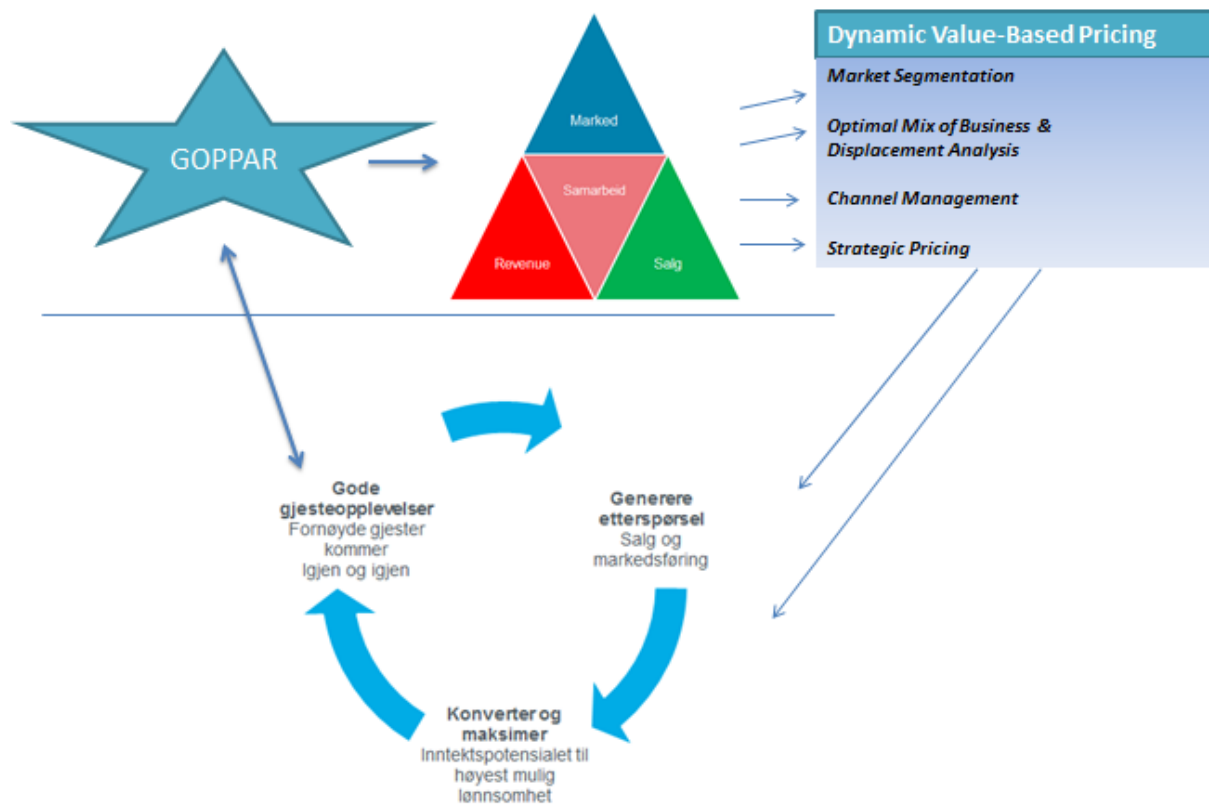 GOPPAR
Marked
Samarbeid
Revenue
Salg
Dynamic Value-Based Pricing
Market Segmentation
Optimal Mix of Business &
Displacement Analysis
Channel Management
Strategic Pricing
Gode
gjesteopplevelser
Fornøyde gjester
kommer
Igjen og igjen
Generere
etterspørsel
Salg og
markedsføring
Konverter og
maksimer
Inntektspotensialet til
høyest mulig
lønnsomhet